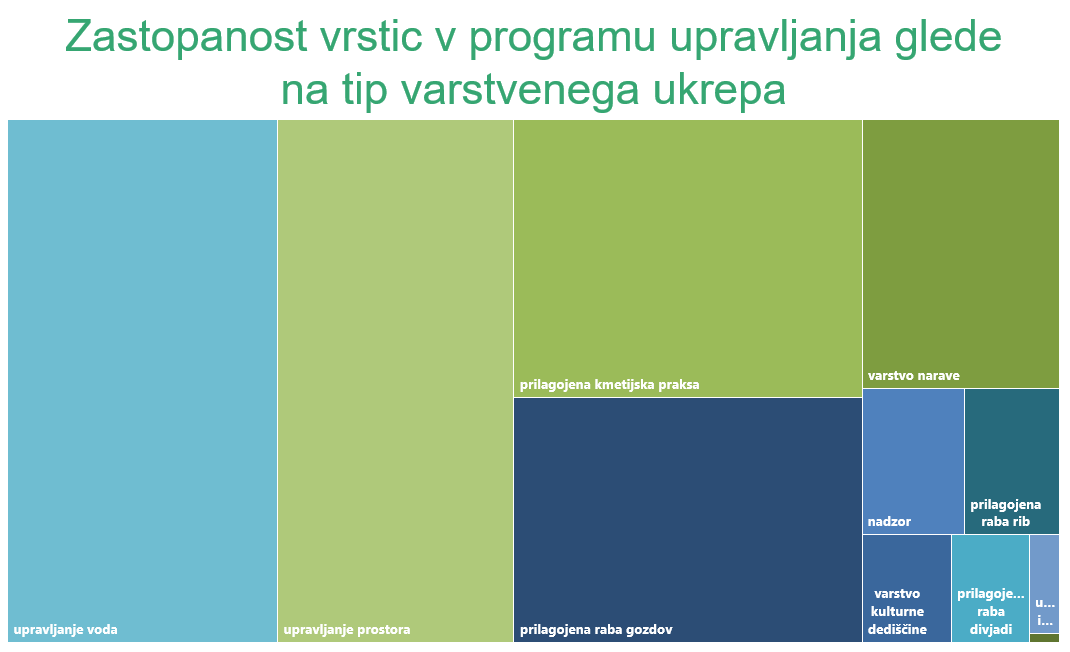 Zastopanost vrstic v programu upravljanja glede
na tip varstvenega ukrepa
upravljanje voda
upravljanje prostora
prilagojena kmetijska praksa
prilagojena raba gozdov
varstvo narave
nadzor
prilagojena
raba rib
varstvo
kulturne
dediščine
prilagoje...
raba
divjadi
u...
i...